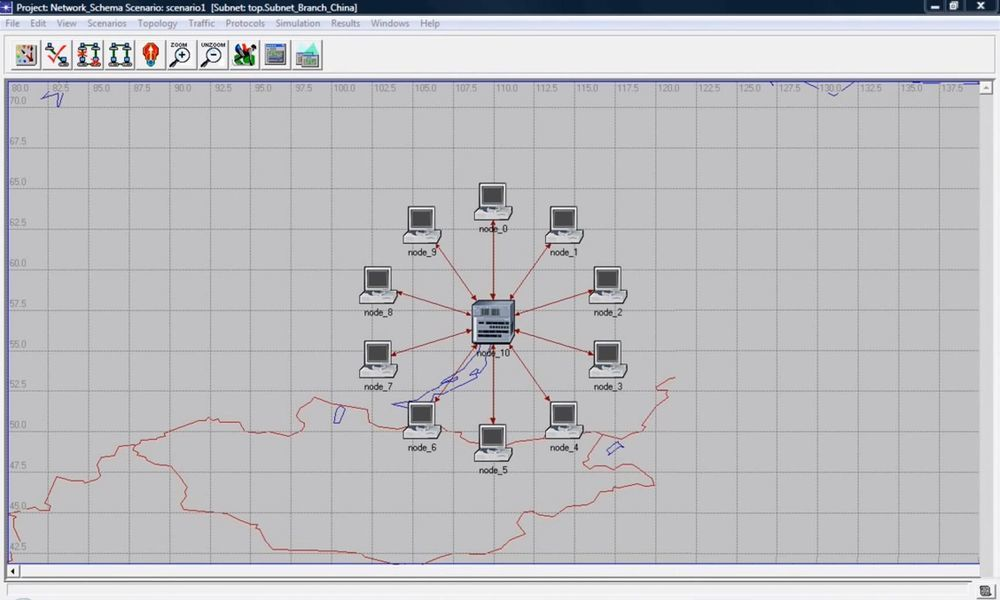 Project: Network_Schema Scenario: scenario1 [Subnet: top.Subnet_Branch_China]
File Edit View Scenarios Topology Traffic Protocols Simulation Results Windows Help
ZOOM UNZOOM
80.0 82.5 85.0 87.5 90.0 92.5 95.0 97.5 100.0 102.5 105.0 107.5 110.0 112.5 115.0 117.5 120.0 122.5 125.0 127.5 130.0 132.5 135.0 137.5
70.0
67.5
65.0
62.5
60.0
57.5
55.0
52.5
50.0
47.5
45.0
42.5
node_0
node_9
node_1
node_8
node_2
node_10
node_7
node_3
node_6
node_4
node_5